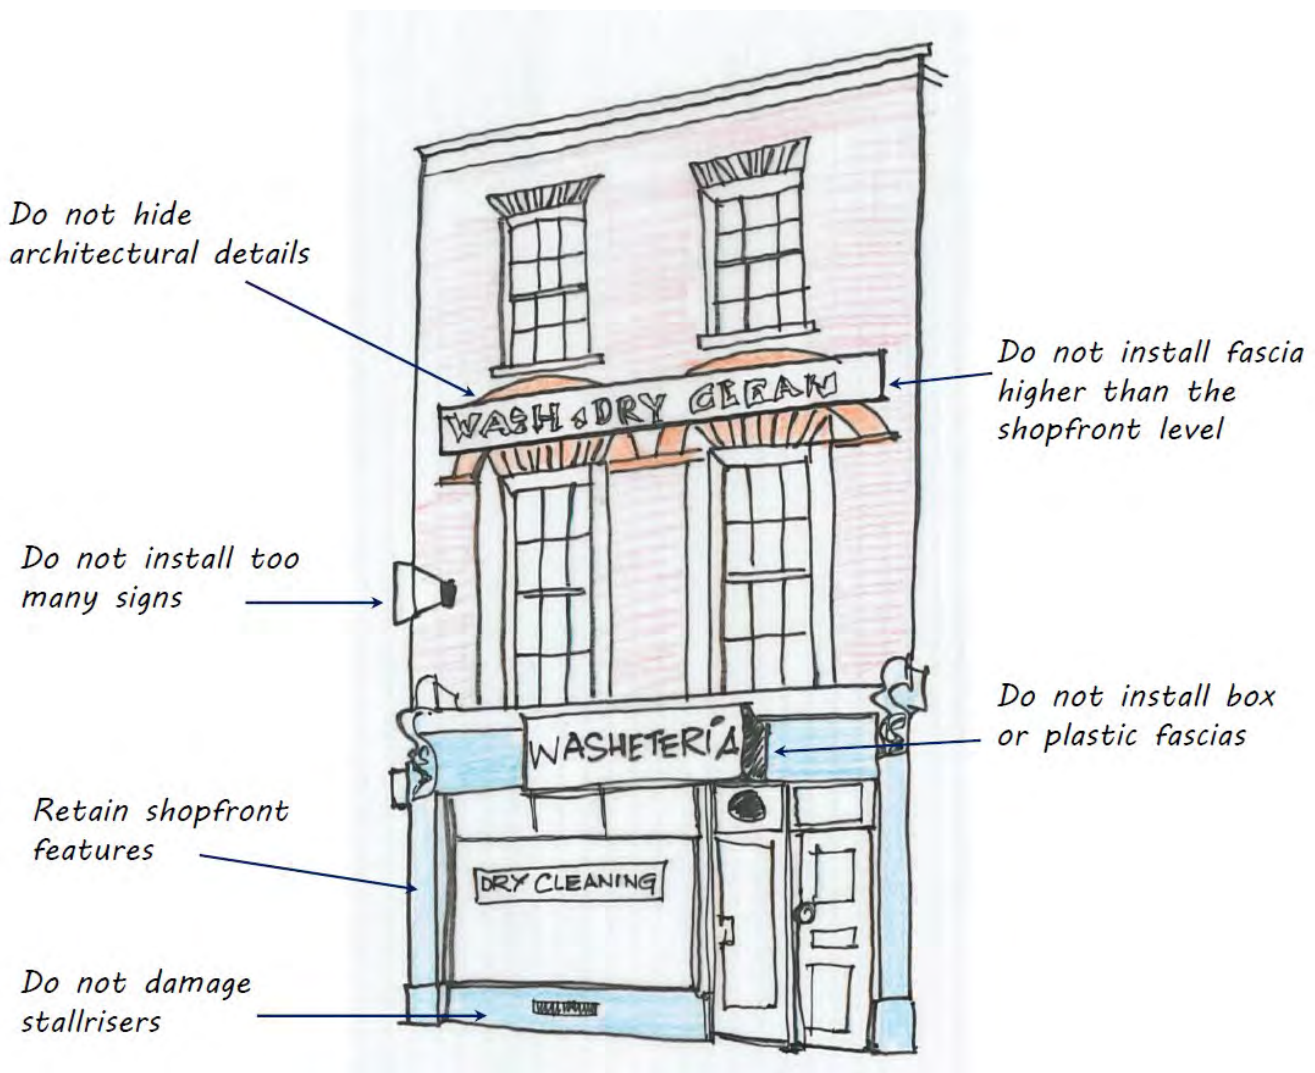 Do not hide
architectural details
Do not install fascia
higher than the
shopfront level
WASH & DRY CLEAN
Do not install too
many signs
Do not install box
or plastic fascias
WASHETERIA
Retain shopfront
features
DRY CLEANING
Do not damage
stallrisers